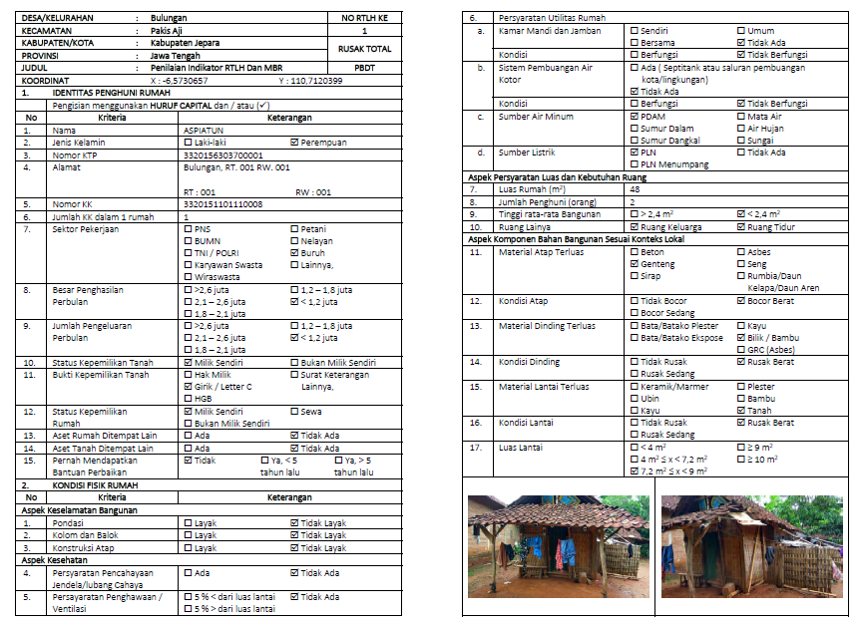 DESA/KELURAHAN : Bulungan NO RTLH KE
KECAMATAN : Pakis Aji 1
KABUPATEN/KOTA : Kabupaten Jepara RUSAK TOTAL
PROVINSI : Jawa Tengah
JUDUL : Penilaian Indikator RTLH Dan MBR PBDT
KOORDINAT X : -6,5730657 Y : 110,7120399
1. IDENTITAS PENGHUNI RUMAH
Pengisian menggunakan HURUF CAPITAL dan / atau (✓)
No Kriteria Keterangan
1. Nama ASPIATUN
2. Jenis Kelamin ☐ Laki-laki ☑ Perempuan
3. Nomor KTP 3320156303700001
4. Alamat Bulungan, RT. 001 RW. 001
RT : 001 RW : 001
5. Nomor KK 3320151101110008
6. Jumlah KK dalam 1 rumah 1
7. Sektor Pekerjaan ☐ PNS ☐ Petani
☐ BUMN ☐ Nelayan
☐ TNI / POLRI ☑ Buruh
☐ Karyawan Swasta ☐ Lainnya,
☐ Wiraswasta
8. Besar Penghasilan ☐ >2,6 juta ☐ 1,2 – 1,8 juta
Perbulan ☐ 2,1 – 2,6 juta ☑ < 1,2 juta
☐ 1,8 – 2,1 juta
9. Jumlah Pengeluaran ☐ >2,6 juta ☐ 1,2 – 1,8 juta
Perbulan ☐ 2,1 – 2,6 juta ☑ < 1,2 juta
☐ 1,8 – 2,1 juta
10. Status Kepemilikan Tanah ☑ Milik Sendiri ☐ Bukan Milik Sendiri
11. Bukti Kepemilikan Tanah ☐ Hak Milik ☐ Surat Keterangan
☑ Girik / Letter C Lainnya,
☐ HGB
12. Status Kepemilikan ☑ Milik Sendiri ☐ Sewa
Rumah ☐ Bukan Milik Sendiri
13. Aset Rumah Ditempat Lain ☐ Ada ☑ Tidak Ada
14. Aset Tanah Ditempat Lain ☐ Ada ☑ Tidak Ada
15. Pernah Mendapatkan ☑ Tidak ☐ Ya, < 5 ☐ Ya, > 5
Bantuan Perbaikan tahun lalu tahun lalu
2. KONDISI FISIK RUMAH
No Kriteria Keterangan
Aspek Keselamatan Bangunan
1. Pondasi ☐ Layak ☑ Tidak Layak
2. Kolom dan Balok ☐ Layak ☑ Tidak Layak
3. Konstruksi Atap ☐ Layak ☑ Tidak Layak
Aspek Kesehatan
4. Persyaratan Pencahayaan ☐ Ada ☑ Tidak Ada
Jendela/lubang Cahaya
5. Persayaratan Penghawaan / ☐ 5 % < dari luas lantai ☑ Tidak Ada
Ventilasi ☐ 5 % > dari luas lantai
6. Persyaratan Utilitas Rumah
a. Kamar Mandi dan Jamban ☐ Sendiri ☐ Umum
☐ Bersama ☑ Tidak Ada
Kondisi ☐ Berfungsi ☑ Tidak Berfungsi
b. Sistem Pembuangan Air ☐ Ada ( Septitank atau saluran pembuangan
Kotor kota/lingkungan)
☑ Tidak Ada
Kondisi ☐ Berfungsi ☑ Tidak Berfungsi
c. Sumber Air Minum ☑ PDAM ☐ Mata Air
☐ Sumur Dalam ☐ Air Hujan
☐ Sumur Dangkal ☐ Sungai
d. Sumber Listrik ☑ PLN ☐ Tidak Ada
☐ PLN Menumpang
Aspek Persyaratan Luas dan Kebutuhan Ruang
7. Luas Rumah (m²) 48
8. Jumlah Penghuni (orang) 2
9. Tinggi rata-rata Bangunan ☐ > 2,4 m² ☑ < 2,4 m²
10. Ruang Lainya ☑ Ruang Keluarga ☑ Ruang Tidur
Aspek Komponen Bahan Bangunan Sesuai Konteks Lokal
11. Material Atap Terluas ☐ Beton ☐ Asbes
☑ Genteng ☐ Seng
☐ Sirap ☐ Rumbia/Daun
Kelapa/Daun Aren
12. Kondisi Atap ☐ Tidak Bocor ☑ Bocor Berat
☐ Bocor Sedang
13. Material Dinding Terluas ☐ Bata/Batako Plester ☐ Kayu
☐ Bata/Batako Ekspose ☑ Bilik / Bambu
☐ GRC (Asbes)
14. Kondisi Dinding ☐ Tidak Rusak ☑ Rusak Berat
☐ Rusak Sedang
15. Material Lantai Terluas ☐ Keramik/Marmer ☐ Plester
☐ Ubin ☐ Bambu
☐ Kayu ☑ Tanah
16. Kondisi Lantai ☐ Tidak Rusak ☑ Rusak Berat
☐ Rusak Sedang
17. Luas Lantai ☐ < 4 m² ☐ ≥ 9 m²
☐ 4 m² ≤ x < 7,2 m² ☐ ≥ 10 m²
☑ 7,2 m² ≤ x < 9 m²